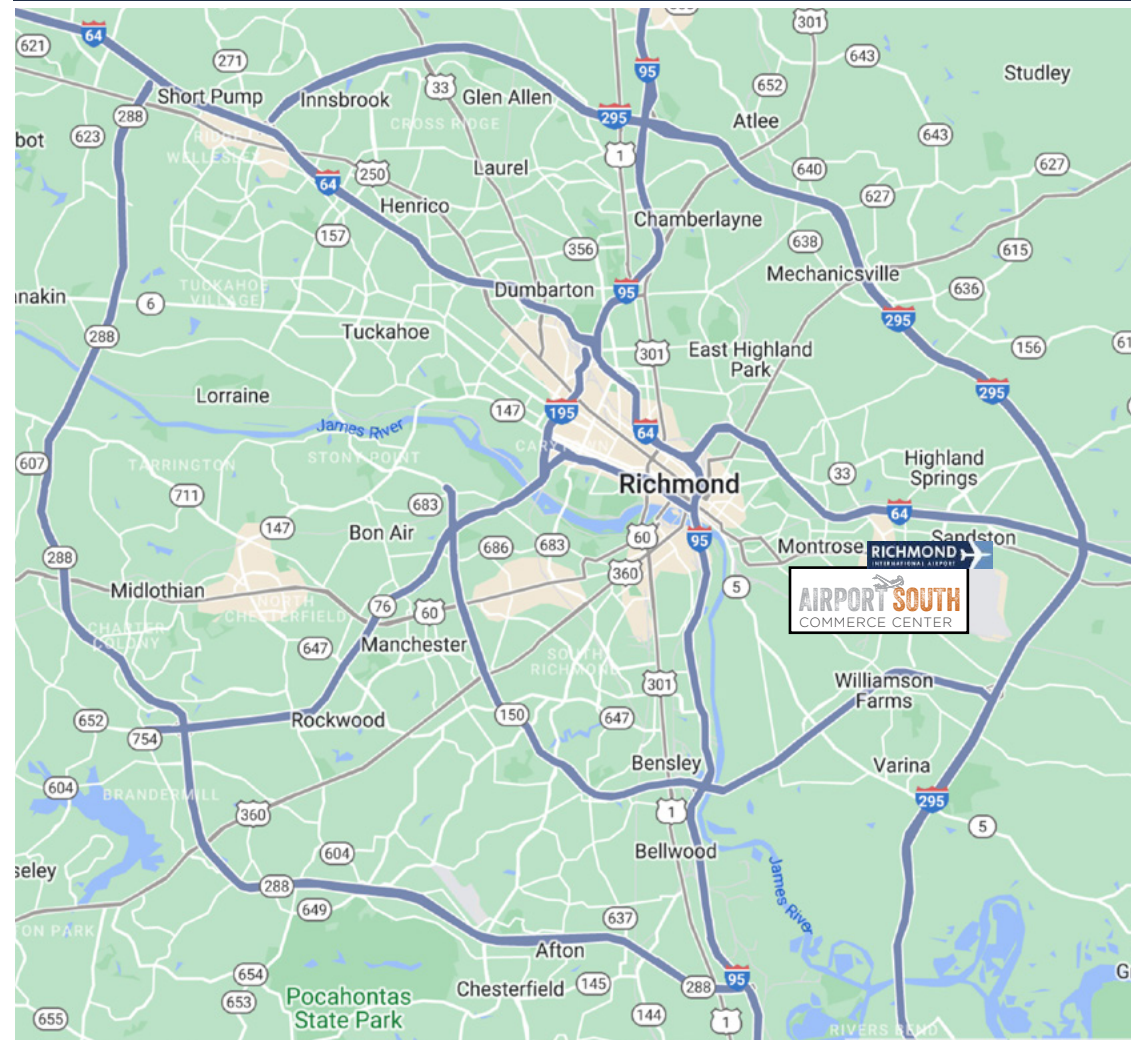 301
64
621
643
271
95
33
Studley
652
Short Pump
Innsbrook
Glen Allen
288
295
Atlee
CROSS RIDGE
bot
623
643
WELLESLEY
1
Laurel
627
640
250
64
627
Henrico
Chamberlayne
157
356
638
615
Mechanicsville
TUCKAHOE
VILLAGE
Dumbarton
95
636
nakin
6
295
288
Tuckahoe
301
East Highland
Park
156
61
Lorraine
295
147
195
James River
64
CARYTOWN
STONY POINT
TARRINGTON
607
Highland
Springs
33
Richmond
711
683
64
147
Bon Air
95
60
Montrose
Sandston
686
683
RICHMOND
INTERNATIONAL AIRPORT
288
360
5
Midlothian
AIRPORT SOUTH
COMMERCE CENTER
NORTH
CHESTERFIELD
76
60
CHARTER
COLONY
647
Manchester
SOUTH
RICHMOND
301
Williamson
Farms
652
Rockwood
150
647
754
Bensley
Varina
604
BRANDERMILL
295
360
1
5
604
Bellwood
seley
James River
288
649
637
TON PARK
Afton
654
95
G
Chesterfield
145
288
653
Pocahontas
State Park
655
144
1
RIVERS BEND